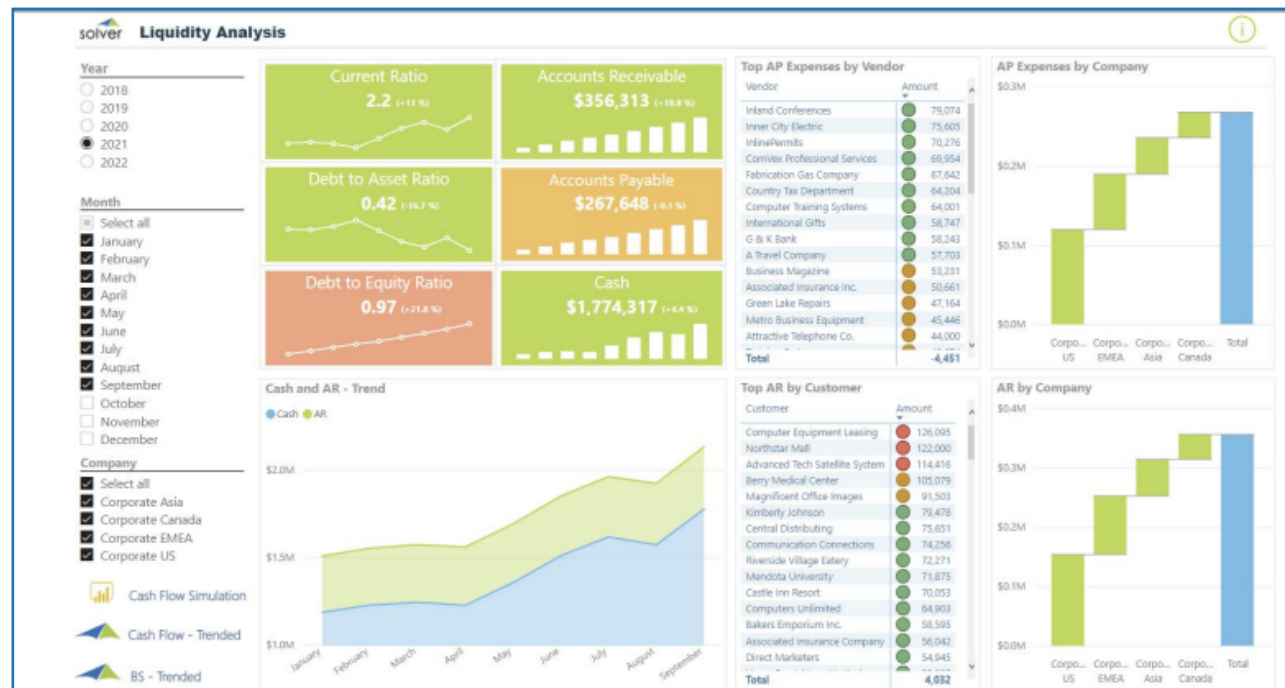 solver Liquidity Analysis
Year
2018
2019
2020
2021
2022
Month
Select all
January
February
March
April
May
June
July
August
September
October
November
December
Company
Select all
Corporate Asia
Corporate Canada
Corporate EMEA
Corporate US
Cash Flow Simulation
Cash Flow - Trended
BS - Trended
Current Ratio
2.2 (+11 %)
Accounts Receivable
$356,313 (+18.8 %)
Debt to Asset Ratio
0.42 (-16.7 %)
Accounts Payable
$267,648 (-0.1 %)
Debt to Equity Ratio
0.97 (+21.8 %)
Cash
$1,774,317 (+4.4 %)
Cash and AR - Trend
Cash AR
$2.0M
$1.5M
$1.0M
January February March April May June July August September
Top AP Expenses by Vendor
Vendor Amount
Inland Conferences 79,074
Inner City Electric 75,605
InlinePermits 70,276
ComVex Professional Services 69,954
Fabrication Gas Company 67,642
Country Tax Department 64,204
Computer Training Systems 64,001
International Gifts 58,747
G & K Bank 58,243
A Travel Company 57,703
Business Magazine 53,231
Associated Insurance Inc. 50,661
Green Lake Repairs 47,164
Metro Business Equipment 45,446
Attractive Telephone Co. 44,000
Total -4,451
AP Expenses by Company
$0.3M
$0.2M
$0.1M
$0.0M
Corpo... Corpo... Corpo... Corpo... Total
US EMEA Asia Canada
Top AR by Customer
Customer Amount
Computer Equipment Leasing 126,095
Northstar Mall 122,000
Advanced Tech Satellite System 114,416
Berry Medical Center 105,079
Magnificent Office Images 91,503
Kimberly Johnson 79,478
Central Distributing 75,651
Communication Connections 74,256
Riverside Village Eatery 72,271
Mendota University 71,875
Castle Inn Resort 70,053
Computers Unlimited 64,903
Bakers Emporium Inc. 58,595
Associated Insurance Company 56,042
Direct Marketers 54,945
Total 4,032
AR by Company
$0.4M
$0.3M
$0.2M
$0.1M
$0.0M
Corpo... Corpo... Corpo... Corpo... Total
US EMEA Asia Canada